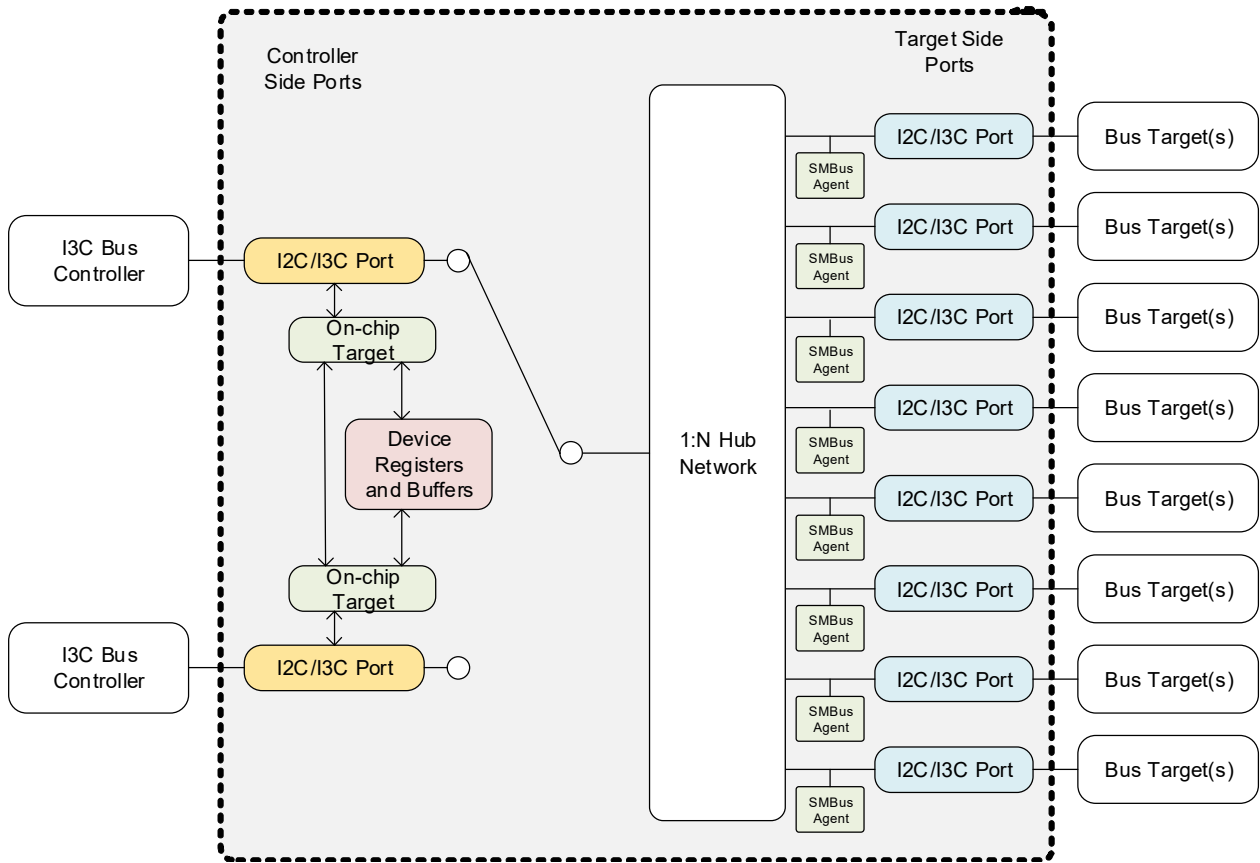 Controller
Side Ports
Target Side
Ports
I3C Bus
Controller
I2C/I3C Port
On-chip
Target
Device
Registers
and Buffers
On-chip
Target
I3C Bus
Controller
I2C/I3C Port
1:N Hub
Network
I2C/I3C Port
SMBus
Agent
Bus Target(s)
I2C/I3C Port
SMBus
Agent
Bus Target(s)
I2C/I3C Port
SMBus
Agent
Bus Target(s)
I2C/I3C Port
SMBus
Agent
Bus Target(s)
I2C/I3C Port
SMBus
Agent
Bus Target(s)
I2C/I3C Port
SMBus
Agent
Bus Target(s)
I2C/I3C Port
SMBus
Agent
Bus Target(s)
I2C/I3C Port
SMBus
Agent
Bus Target(s)